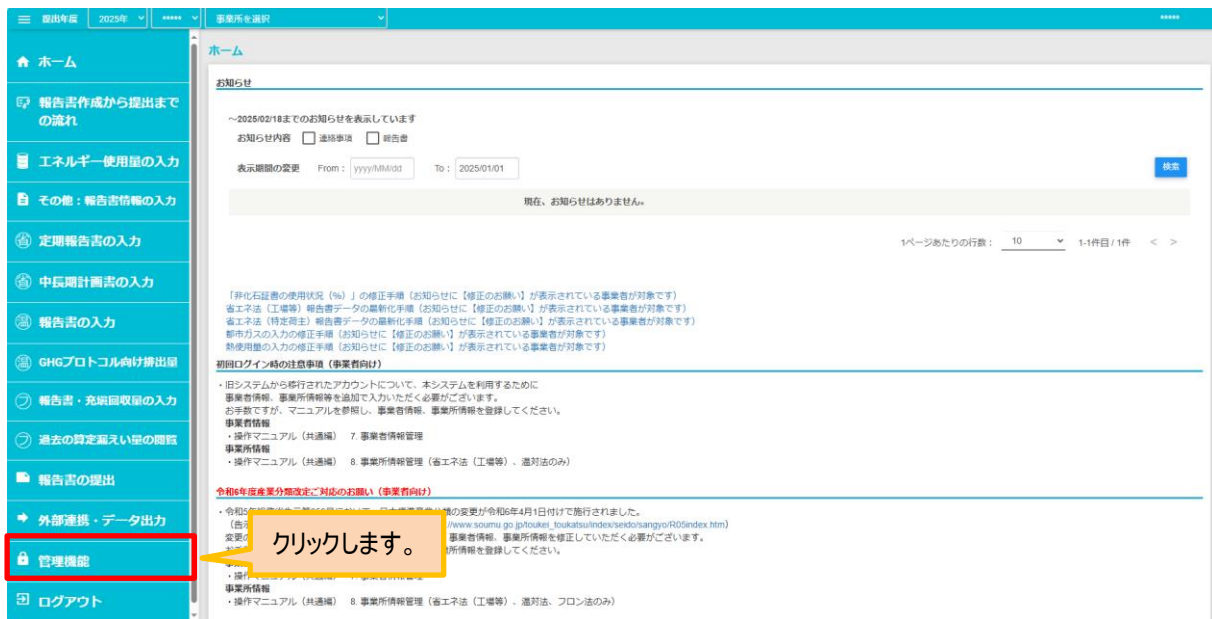 提出年度 2025年 ***** 事業所を選択 *****
ホーム
報告書作成から提出まで
の流れ
エネルギー使用量の入力
その他：報告書情報の入力
定期報告書の入力
中長期計画書の入力
報告書の入力
GHGプロトコル向け排出量
報告書・充填回収量の入力
過去の算定漏えい量の閲覧
報告書の提出
外部連携・データ出力
管理機能
ログアウト
ホーム
お知らせ
～2025/02/18までのお知らせを表示しています
お知らせ内容 連絡事項 報告書
表示期間の変更 From： yyyy/MM/dd To： 2025/01/01 検索
現在、お知らせはありません。
1ページあたりの行数： 10 1-1件目 / 1件 < >
「非化石証書の使用状況（%）」の修正手順（お知らせに【修正のお願い】が表示されている事業者が対象です）
省エネ法（工場等）報告書データの最新化手順（お知らせに【修正のお願い】が表示されている事業者が対象です）
省エネ法（特定荷主）報告書データの最新化手順（お知らせに【修正のお願い】が表示されている事業者が対象です）
都市ガスの入力の修正手順（お知らせに【修正のお願い】が表示されている事業者が対象です）
熱使用量の入力の修正手順（お知らせに【修正のお願い】が表示されている事業者が対象です）
初回ログイン時の注意事項（事業者向け）
・旧システムから移行されたアカウントについて、本システムを利用するために
事業者情報、事業所情報等を追加で入力いただく必要がございます。
お手数ですが、マニュアルを参照し、事業者情報、事業所情報を登録してください。
事業者情報
・操作マニュアル（共通編） 7. 事業者情報管理
事業所情報
・操作マニュアル（共通編） 8. 事業所情報管理（省エネ法（工場等）、温対法のみ）
令和6年度産業分類改定ご対応のお願い（事業者向け）
の変更が令和6年4月1日付けで施行されました。
//www.soumu.go.jp/toukei_toukatsu/index/seido/sangyo/R05index.htm）
事業者情報、事業所情報を修正していただく必要がございます。
所情報を登録してください。
クリックします。
事業所情報
・操作マニュアル（共通編） 8. 事業所情報管理（省エネ法（工場等）、温対法、フロン法のみ）